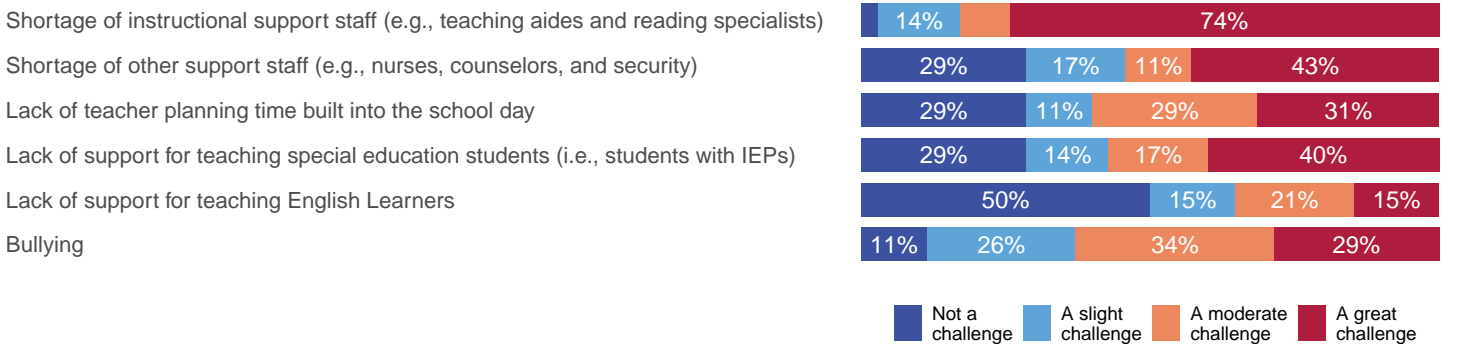 Shortage of instructional support staff (e.g., teaching aides and reading specialists) 14% 74%
Shortage of other support staff (e.g., nurses, counselors, and security) 29% 17% 11% 43%
Lack of teacher planning time built into the school day 29% 11% 29% 31%
Lack of support for teaching special education students (i.e., students with IEPs) 29% 14% 17% 40%
Lack of support for teaching English Learners 50% 15% 21% 15%
Bullying 11% 26% 34% 29%
Not a challenge
A slight challenge
A moderate challenge
A great challenge